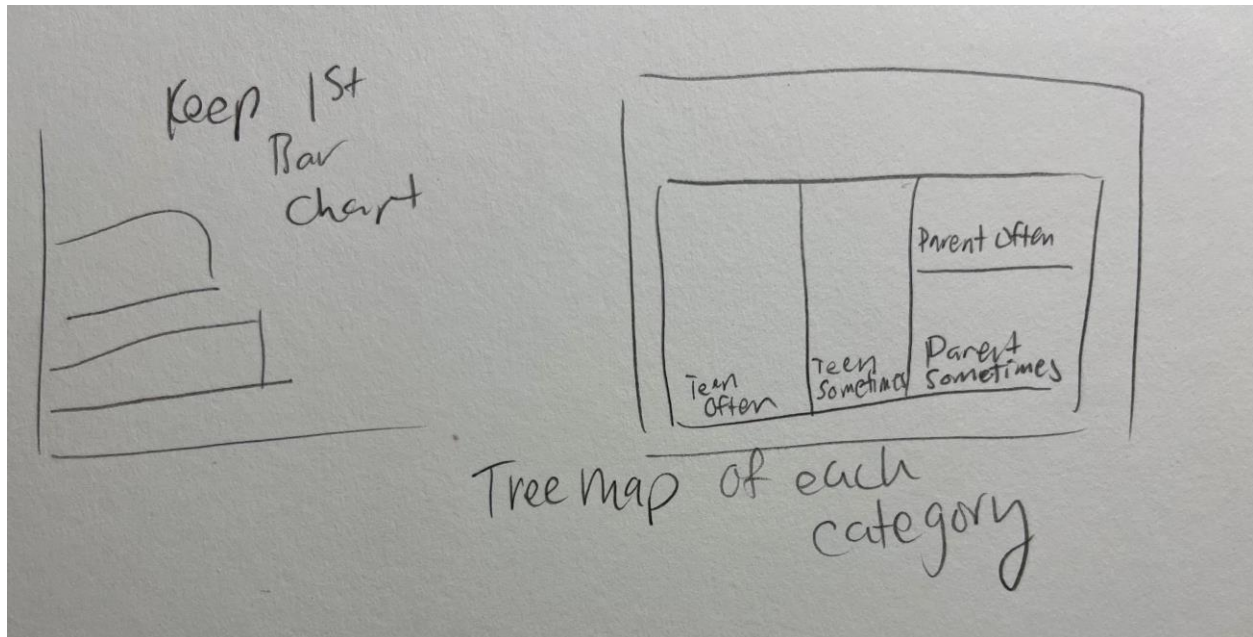 Keep 1st
Bar
Chart
Parent Often
Parent
Sometimes
Teen
Often
Teen
Sometimes
Tree map of each
category